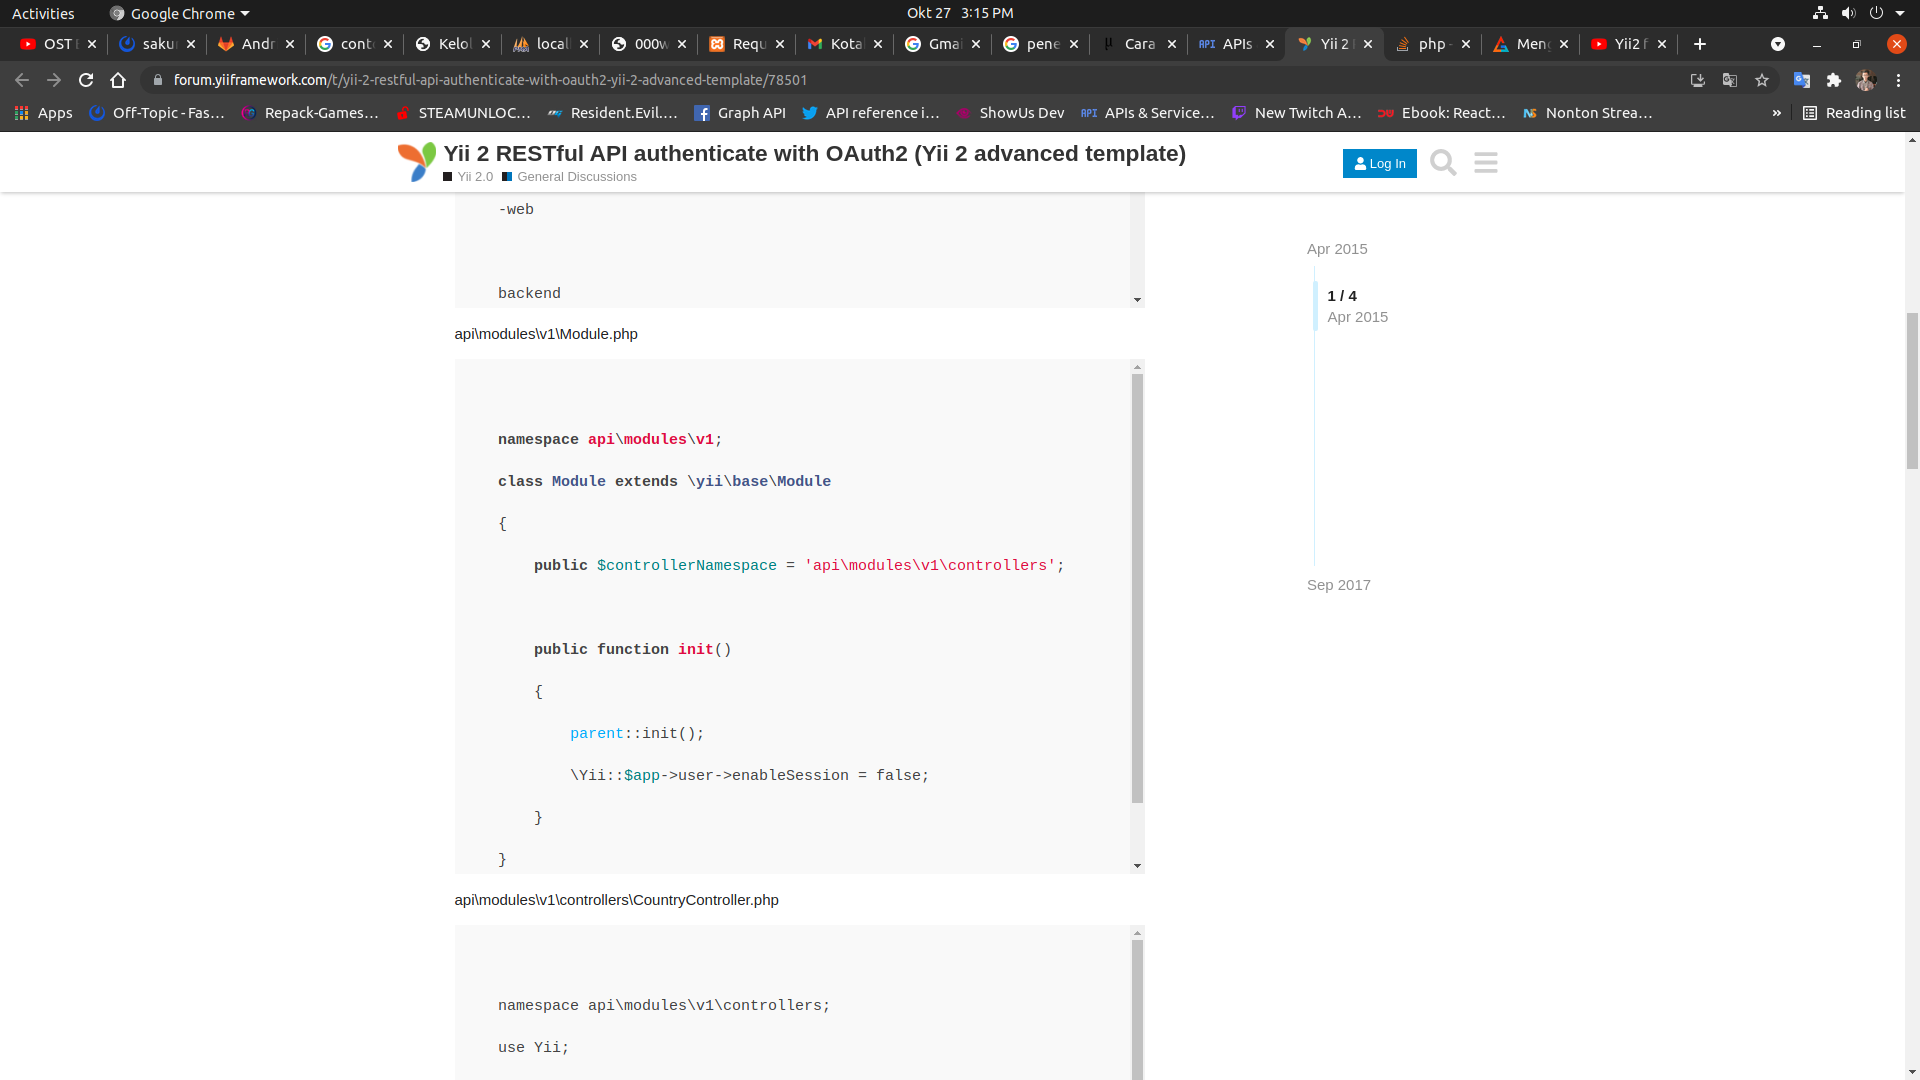 Activities
Google Chrome
Okt 27 3:15 PM
OST E
saku
Andr
cont
Kelol
locall
000w
Requ
Kotal
Gmai
pene
Cara
APIs
Yii 2
php -
Meng
Yii2 f
forum.yiiframework.com/t/yii-2-restful-api-authenticate-with-oauth2-yii-2-advanced-template/78501
Apps
Off-Topic - Fas…
Repack-Games…
STEAMUNLOC…
Resident.Evil.…
Graph API
API reference i…
ShowUs Dev
APIs & Service…
New Twitch A…
Ebook: React…
Nonton Strea…
»
Reading list
Yii 2 RESTful API authenticate with OAuth2 (Yii 2 advanced template)
Yii 2.0 General Discussions
Log In
-web
backend
api\modules\v1\Module.php
namespace api\modules\v1;
class Module extends \yii\base\Module
{
public $controllerNamespace = 'api\modules\v1\controllers';
public function init()
{
parent::init();
\Yii::$app->user->enableSession = false;
}
}
api\modules\v1\controllers\CountryController.php
namespace api\modules\v1\controllers;
use Yii;
Apr 2015
1 / 4
Apr 2015
Sep 2017